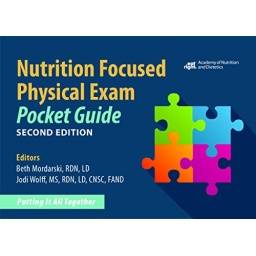 Nutrition Focused
Physical Exam
Pocket Guide
SECOND EDITION
eat
right.
Academy of Nutrition
and Dietetics
Editors
Beth Mordarski, RDN, LD
Jodi Wolff, MS, RDN, LD, CNSC, FAND
Putting It All Together